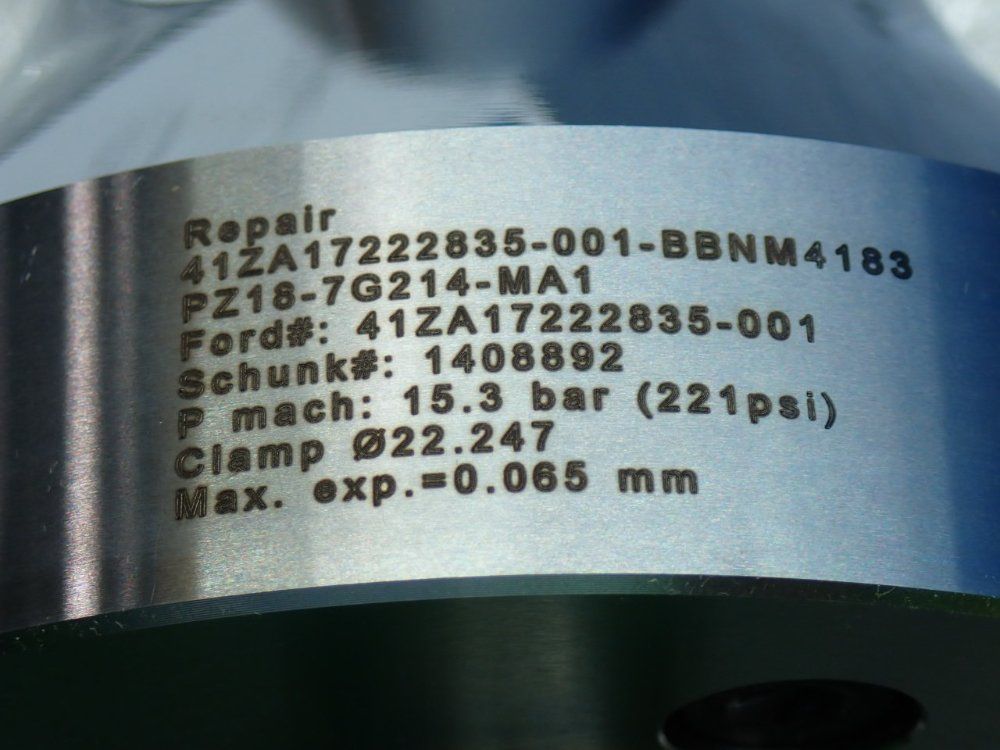 Repair
41ZA17222835-001-BBNM4183
PZ18-7G214-MA1
Ford#: 41ZA17222835-001
Schunk#: 1408892
P mach: 15.3 bar (221psi)
Clamp Ø22.247
Max. exp.=0.065 mm